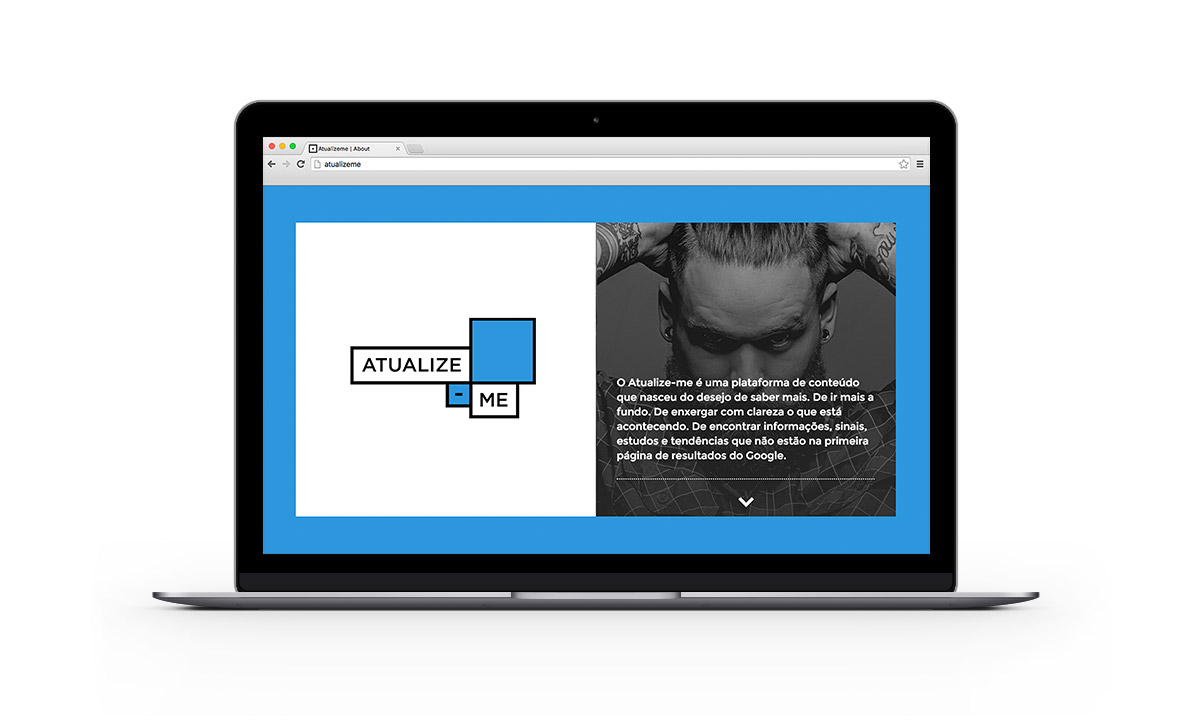 Atualizeme | About
atualizeme
ATUALIZE
-
ME
O Atualize-me é uma plataforma de conteúdo
que nasceu do desejo de saber mais. De ir mais a
fundo. De enxergar com clareza o que está
acontecendo. De encontrar informações, sinais,
estudos e tendências que não estão na primeira
página de resultados do Google.